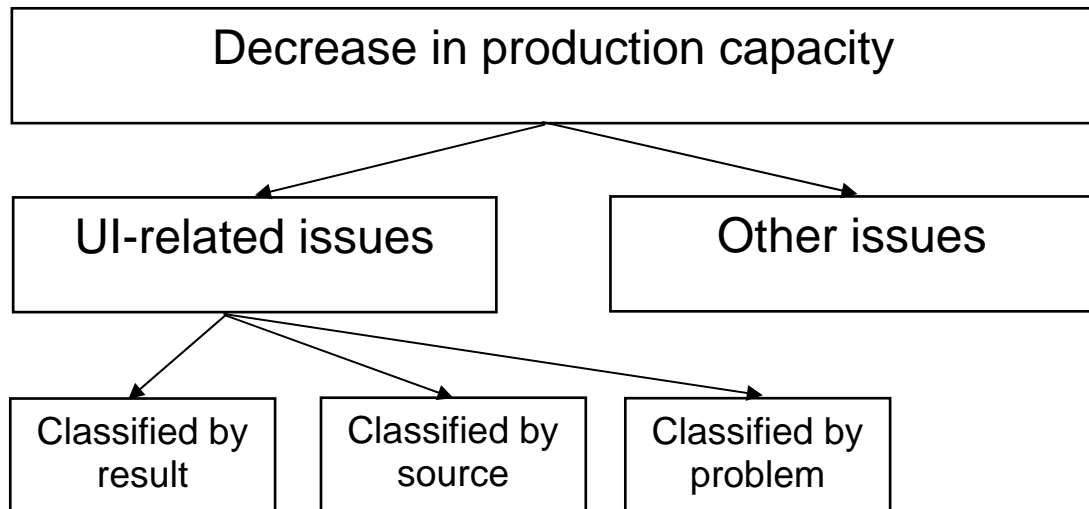 Decrease in production capacity
UI-related issues
Other issues
Classified by
result
Classified by
source
Classified by
problem